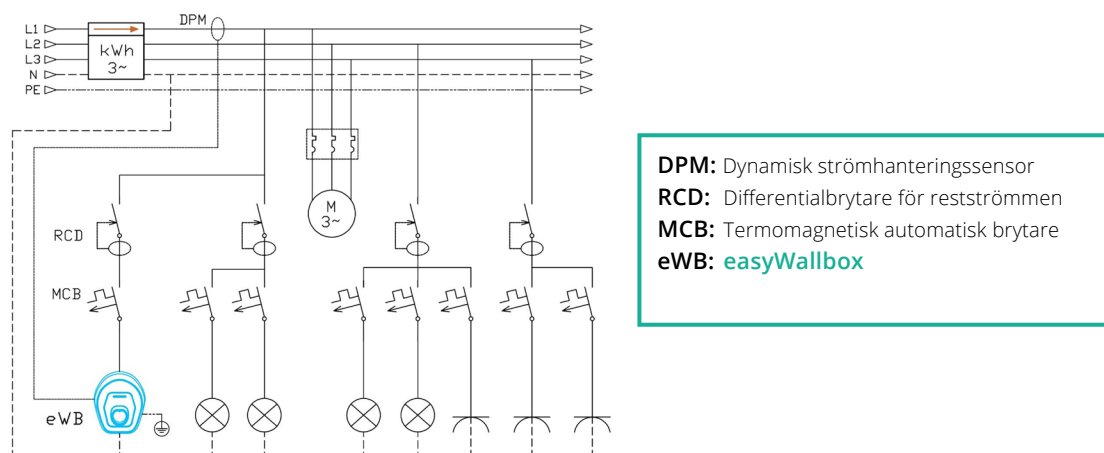 DPM
L1
L2
L3
N
PE
kWh
3~
M
3~
RCD
MCB
eWB
DPM: Dynamisk strömhanteringssensor
RCD: Differentialbrytare för restströmmen
MCB: Termomagnetisk automatisk brytare
eWB: easyWallbox